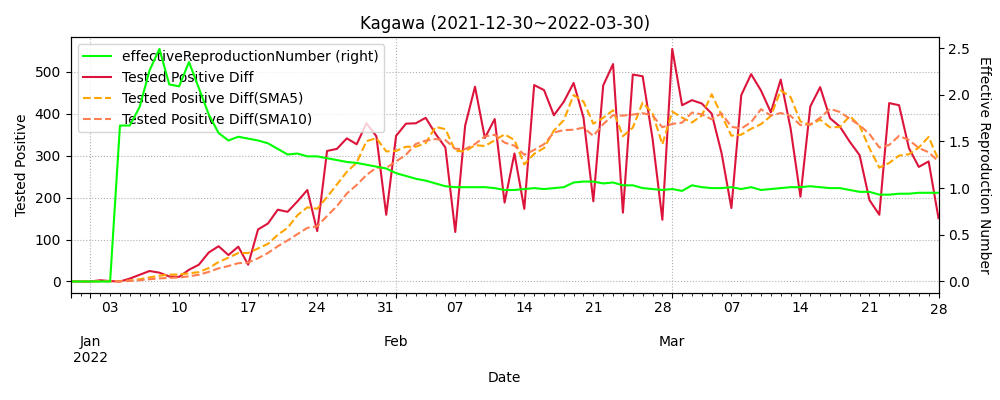 Kagawa (2021-12-30~2022-03-30)
effectiveReproductionNumber (right)
Tested Positive Diff
Tested Positive Diff(SMA5)
Tested Positive Diff(SMA10)
Tested Positive
500
400
300
200
100
0
2.5
2.0
1.5
1.0
0.5
0.0
Effective Reproduction Number
03 10 17 24 31 07 14 21 28 07 14 21 28
Jan Feb Mar
2022
Date